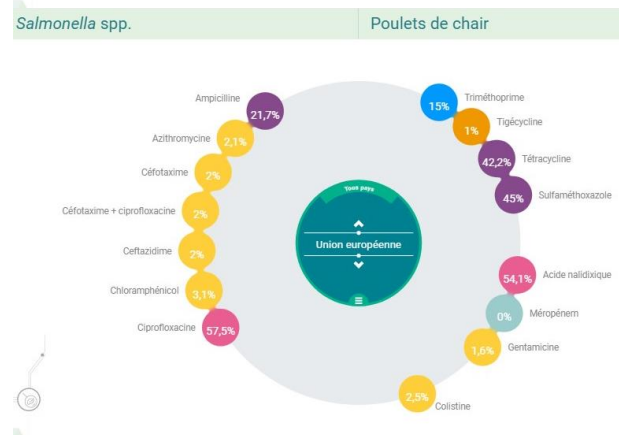 Salmonella spp.
Poulets de chair
Ampicilline
21,7%
Azithromycine
2,1%
Céfotaxime
2%
Céfotaxime + ciprofloxacine
2%
Ceftazidime
2%
Chloramphénicol
3,1%
Ciprofloxacine
57,5%
Tous pays
Union européenne
15%
Triméthoprime
1%
Tigécycline
42,2%
Tétracycline
45%
Sulfaméthoxazole
54,1%
Acide nalidixique
0%
Méropénem
1,6%
Gentamicine
2,5%
Colistine